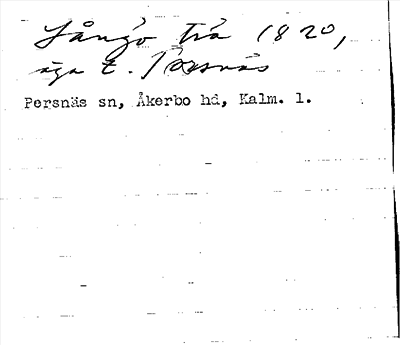 Långö Trä 1820,
äga t. Persnäs
Persnäs sn, Åkerbo hd, Kalm. l.